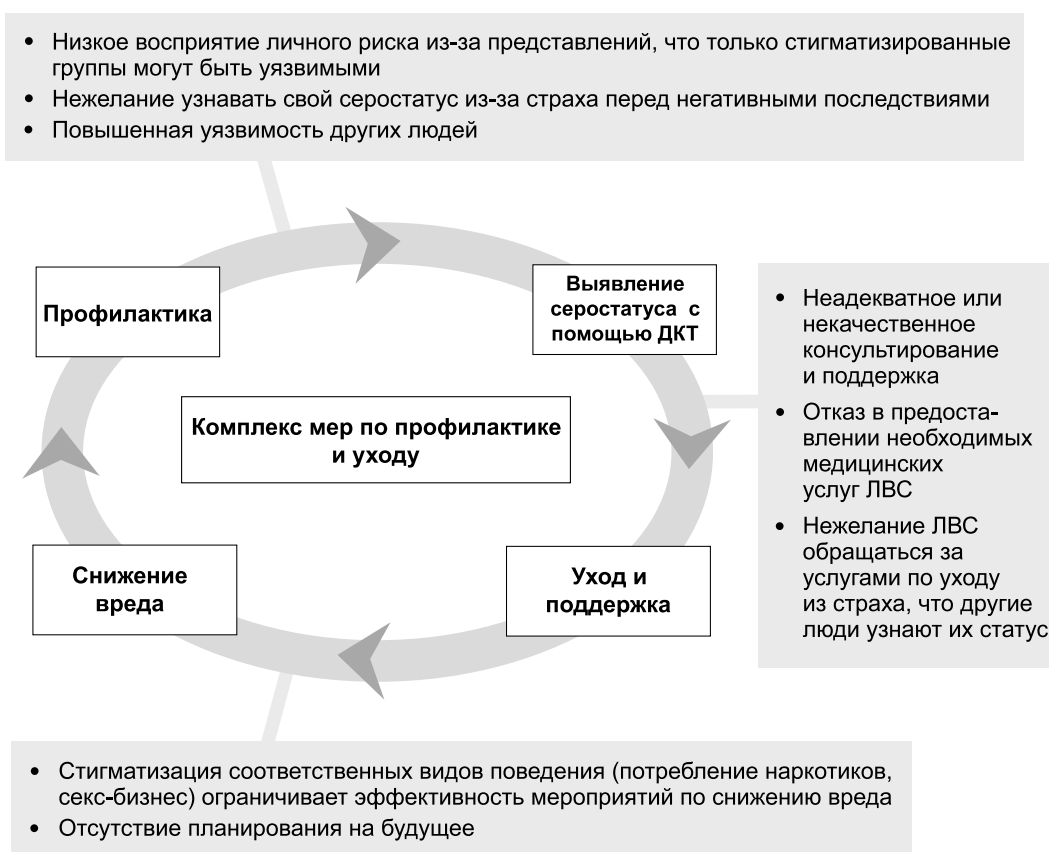 • Низкое восприятие личного риска из-за представлений, что только стигматизированные
группы могут быть уязвимыми
• Нежелание узнавать свой серостатус из-за страха перед негативными последствиями
• Повышенная уязвимость других людей
Профилактика
Выявление
серостатуса с
помощью ДКТ
Комплекс мер по профилактике
и уходу
Снижение
вреда
Уход и
поддержка
• Неадекватное или
некачественное
консультирование
и поддержка
• Отказ в предоста-
влении необходимых
медицинских
услуг ЛВС
• Нежелание ЛВС
обращаться за
услугами по уходу
из страха, что другие
люди узнают их статус
• Стигматизация соответственных видов поведения (потребление наркотиков,
секс-бизнес) ограничивает эффективность мероприятий по снижению вреда
• Отсутствие планирования на будущее